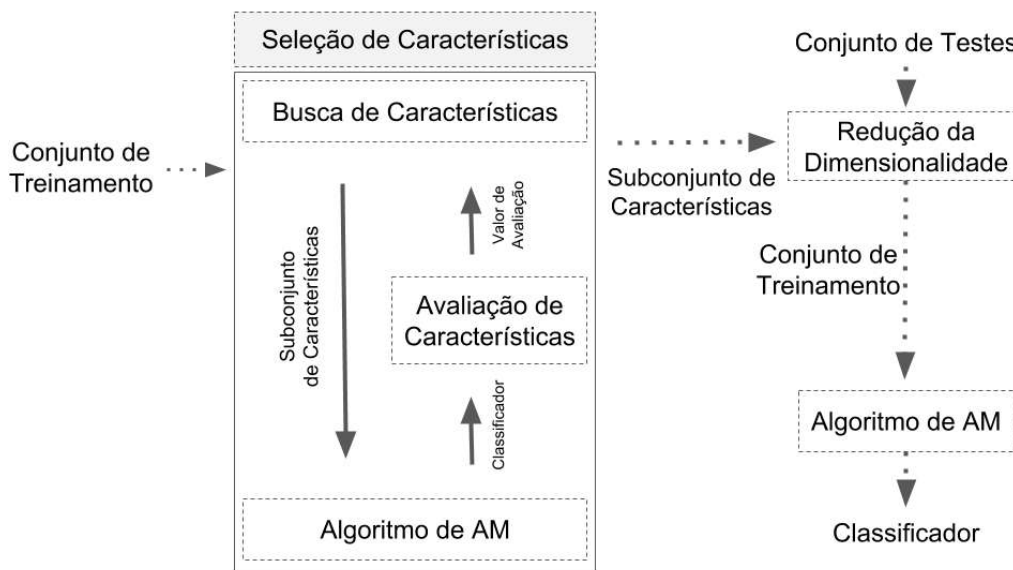 Seleção de Características
Busca de Características
Conjunto de
Treinamento
Subconjunto
de Características
Valor de
Avaliação
Avaliação de
Características
Classificador
Algoritmo de AM
Subconjunto de
Características
Conjunto de Testes
Redução da
Dimensionalidade
Conjunto de
Treinamento
Algoritmo de AM
Classificador